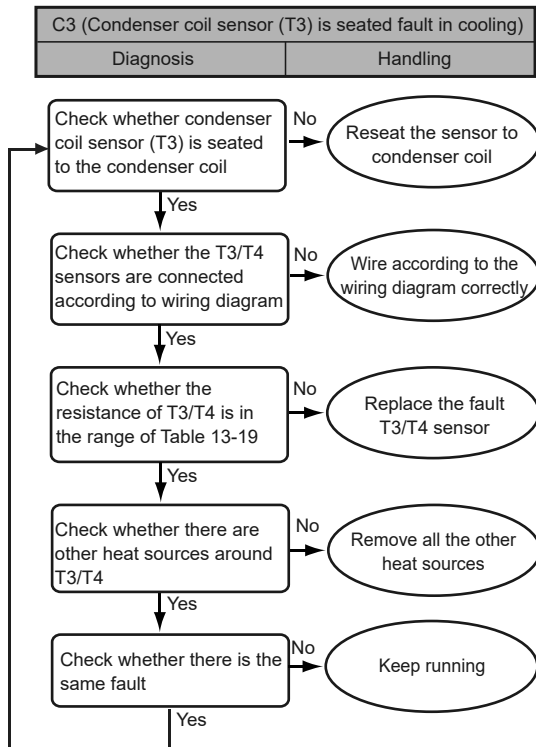 C3 (Condenser coil sensor (T3) is seated fault in cooling)
Diagnosis
Handling
Check whether condenser
coil sensor (T3) is seated
to the condenser coil
No
Reseat the sensor to
condenser coil
Yes
Check whether the T3/T4
sensors are connected
according to wiring diagram
No
Wire according to the
wiring diagram correctly
Yes
Check whether the
resistance of T3/T4 is in
the range of Table 13-19
No
Replace the fault
T3/T4 sensor
Yes
Check whether there are
other heat sources around
T3/T4
No
Remove all the other
heat sources
Yes
Check whether there is the
same fault
No
Keep running
Yes